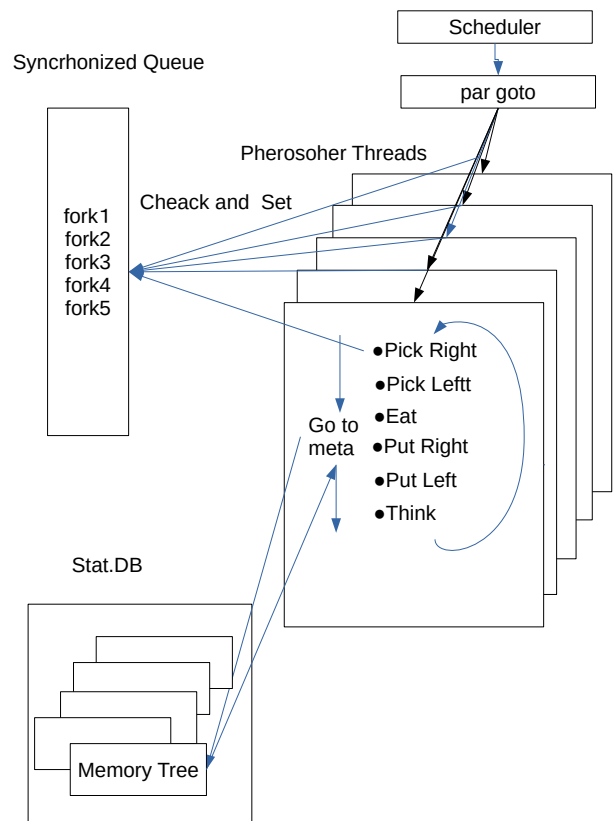 Scheduler
Syncrhonized Queue
par goto
Pherosoher Threads
Cheack and Set
fork1
fork2
fork3
fork4
fork5
●Pick Right
●Pick Leftt
●Eat
●Put Right
●Put Left
●Think
Go to
meta
Stat.DB
Memory Tree